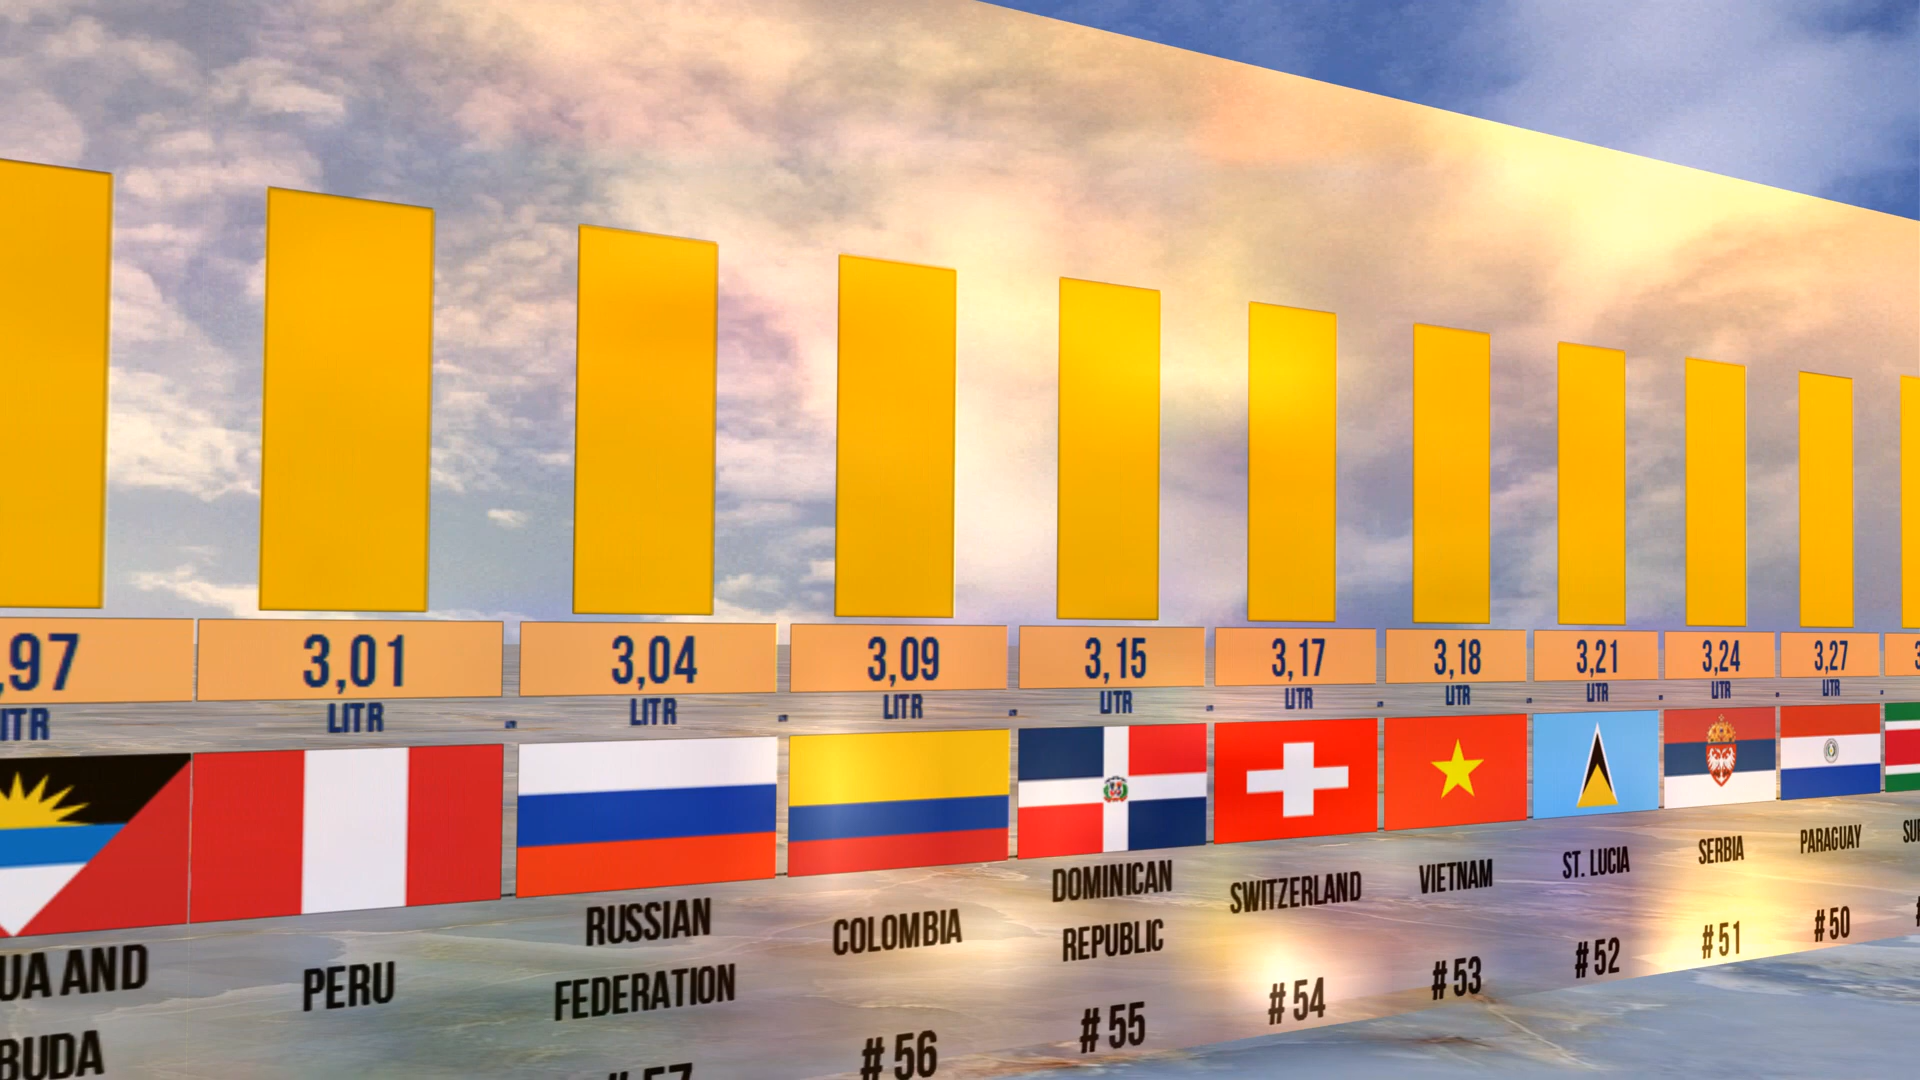 ,97
3,01
3,04
3,09
3,15
3,17
3,18
3,21
3,24
3,27
LITR
LITR
LITR
LITR
LITR
LITR
LITR
LITR
LITR
UA AND
BUDA
PERU
RUSSIAN
FEDERATION
COLOMBIA
#56
DOMINICAN
REPUBLIC
#55
SWITZERLAND
#54
VIETNAM
#53
ST. LUCIA
#52
SERBIA
#51
PARAGUAY
#50